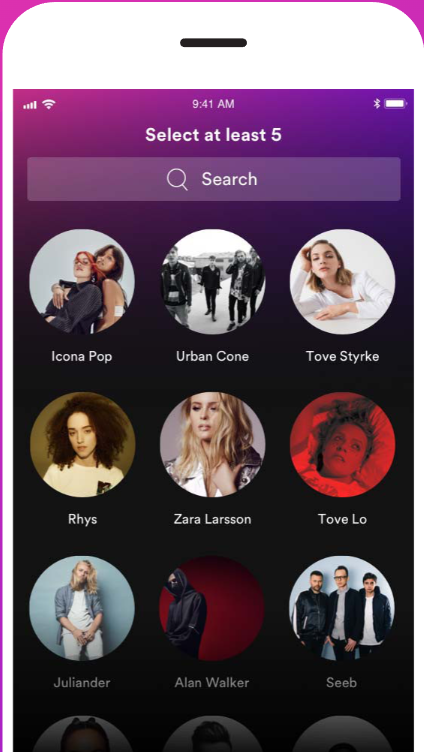 9:41 AM
Select at least 5
Search
Icona Pop
Urban Cone
Tove Styrke
Rhys
Zara Larsson
Tove Lo
Juliander
Alan Walker
Seeb